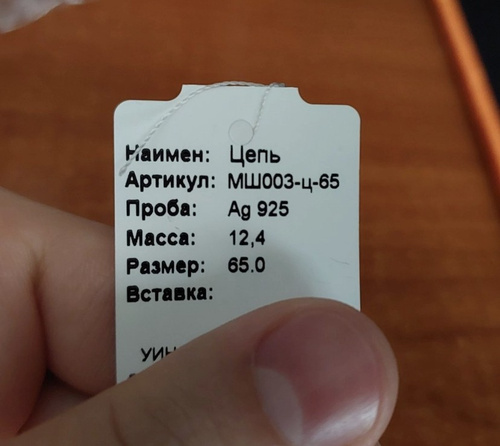 Наимен: Цепь
Артикул: МШ003-ц-65
Проба: Ag 925
Масса: 12,4
Размер: 65.0
Вставка: